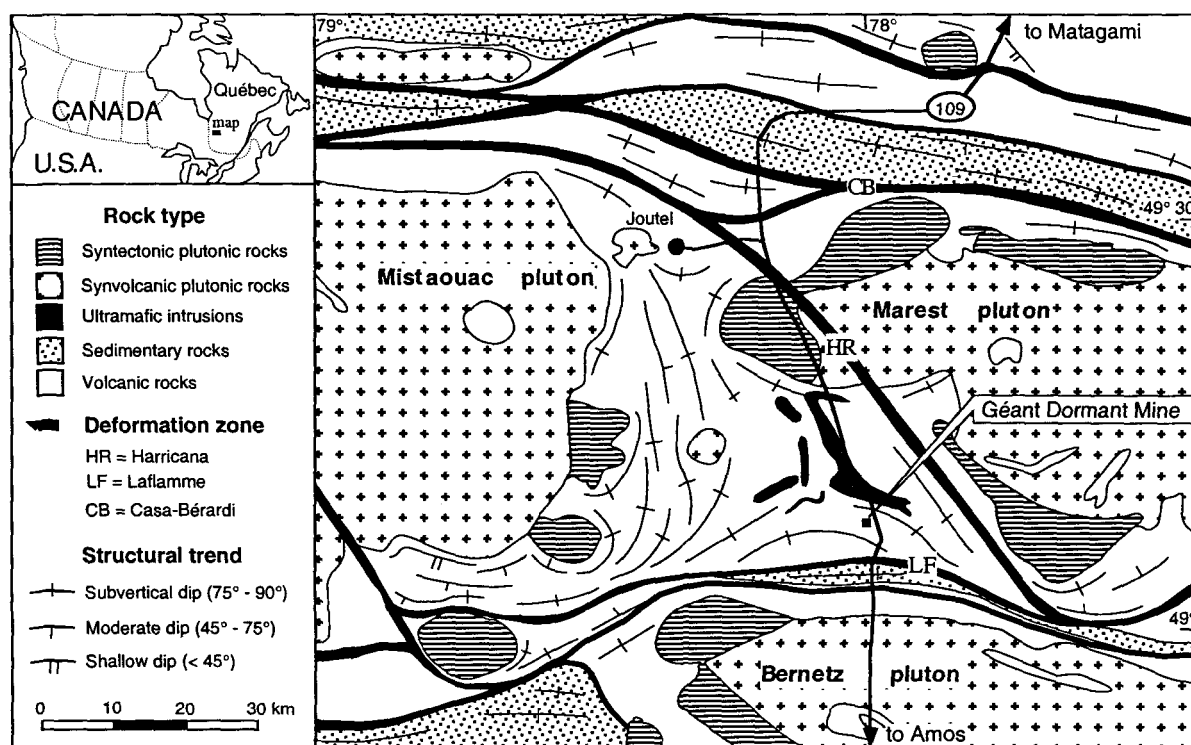 CANADA
Québec
map
U.S.A.
Rock type
Syntectonic plutonic rocks
Synvolcanic plutonic rocks
Ultramafic intrusions
Sedimentary rocks
Volcanic rocks
Deformation zone
HR = Harricana
LF = Laflamme
CB = Casa-Bérardi
Structural trend
Subvertical dip (75° - 90°)
Moderate dip (45° - 75°)
Shallow dip (< 45°)
0 10 20 30 km
79°
78°
to Matagami
109
CB
49° 30
Joutel
Mistaouac pluton
Marest pluton
HR
Géant Dormant Mine
LF
49°
Bernetz pluton
to Amos